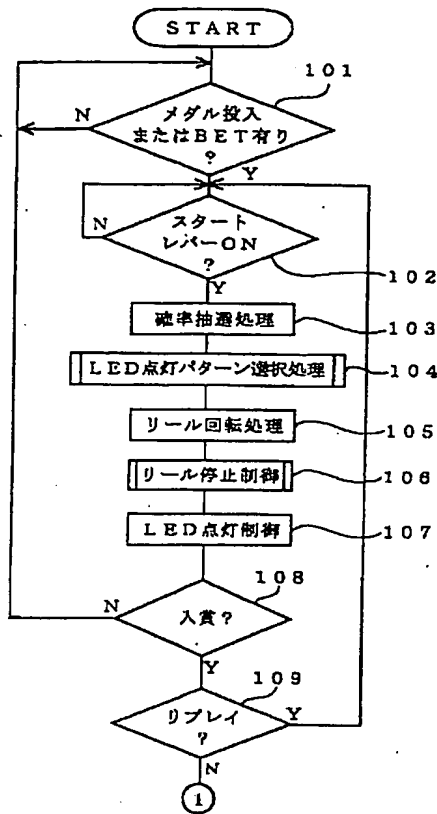 START
101
N
メダル投入
またはBET有り
?
Y
N
スタート
レバーON
?
102
Y
確率抽選処理
103
LED点灯パターン選択処理
104
リール回転処理
105
リール停止制御
106
LED点灯制御
107
108
N
入賞?
Y
109
リプレイ
?
Y
N
1